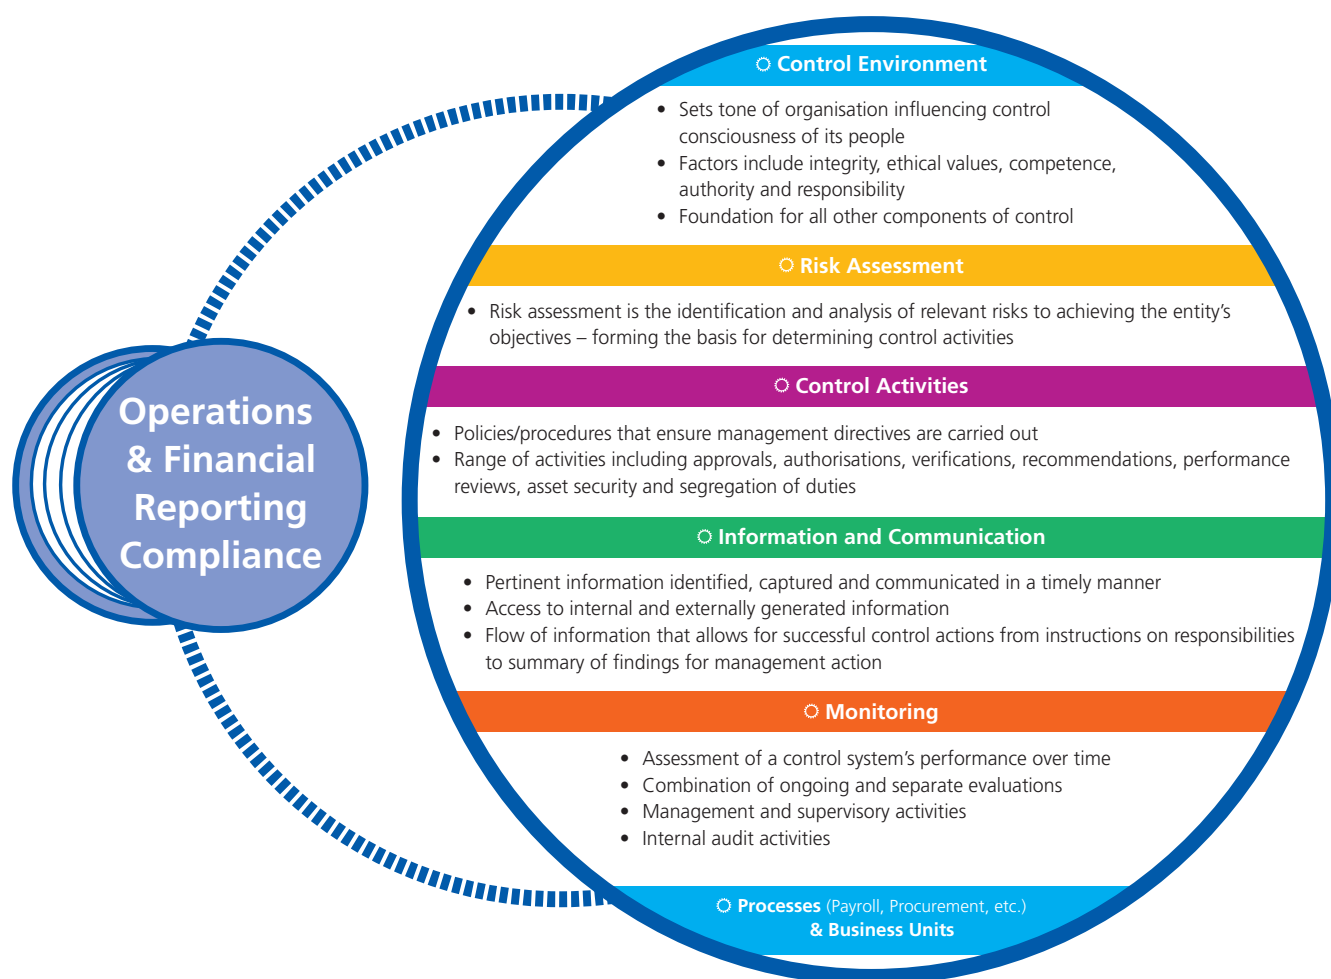 Operations
& Financial
Reporting
Compliance
Control Environment
• Sets tone of organisation influencing control
consciousness of its people
• Factors include integrity, ethical values, competence,
authority and responsibility
• Foundation for all other components of control
Risk Assessment
• Risk assessment is the identification and analysis of relevant risks to achieving the entity’s
objectives – forming the basis for determining control activities
Control Activities
• Policies/procedures that ensure management directives are carried out
• Range of activities including approvals, authorisations, verifications, recommendations, performance
reviews, asset security and segregation of duties
Information and Communication
• Pertinent information identified, captured and communicated in a timely manner
• Access to internal and externally generated information
• Flow of information that allows for successful control actions from instructions on responsibilities
to summary of findings for management action
Monitoring
• Assessment of a control system’s performance over time
• Combination of ongoing and separate evaluations
• Management and supervisory activities
• Internal audit activities
Processes (Payroll, Procurement, etc.)
& Business Units